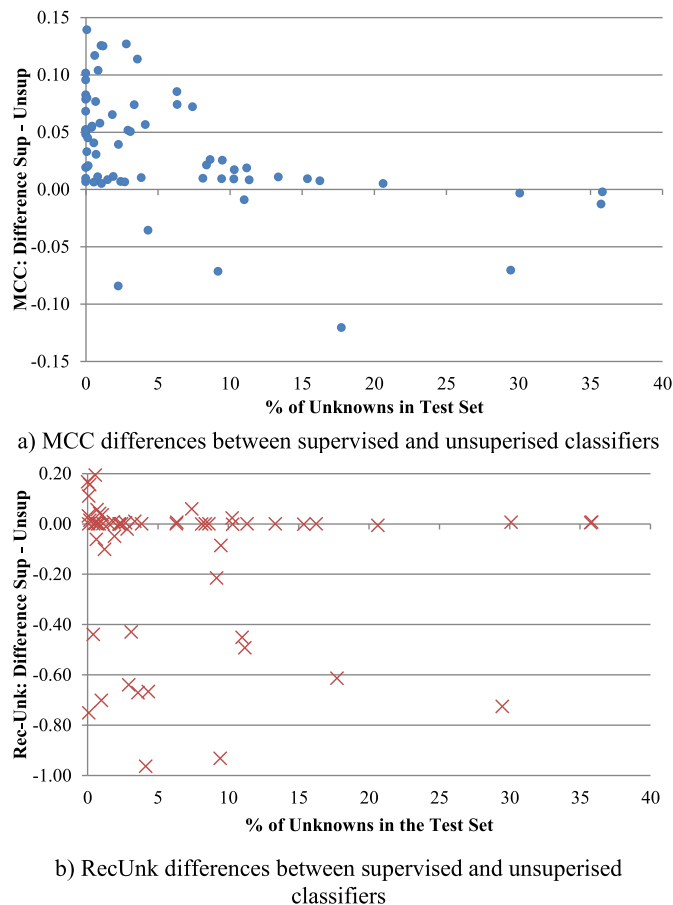 0.15
0.10
0.05
0.00
-0.05
-0.10
-0.15
MCC: Difference Sup - Unsup
0 5 10 15 20 25 30 35 40
% of Unknowns in Test Set
a) MCC differences between supervised and unsuperised classifiers
0.20
0.00
-0.20
-0.40
-0.60
-0.80
-1.00
Rec-Unk: Difference Sup - Unsup
0 5 10 15 20 25 30 35 40
% of Unknowns in the Test Set
b) RecUnk differences between supervised and unsuperised
classifiers